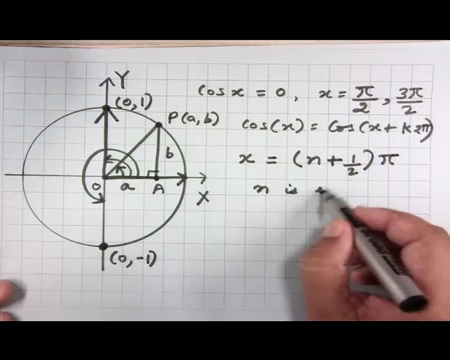 Y
(0,1)
cos x = 0, x = π/2, 3π/2
P(a,b)
cos(x) = cos(x + k2π)
b
x = (n + 1/2)π
O a A
X
n is
(0,-1)